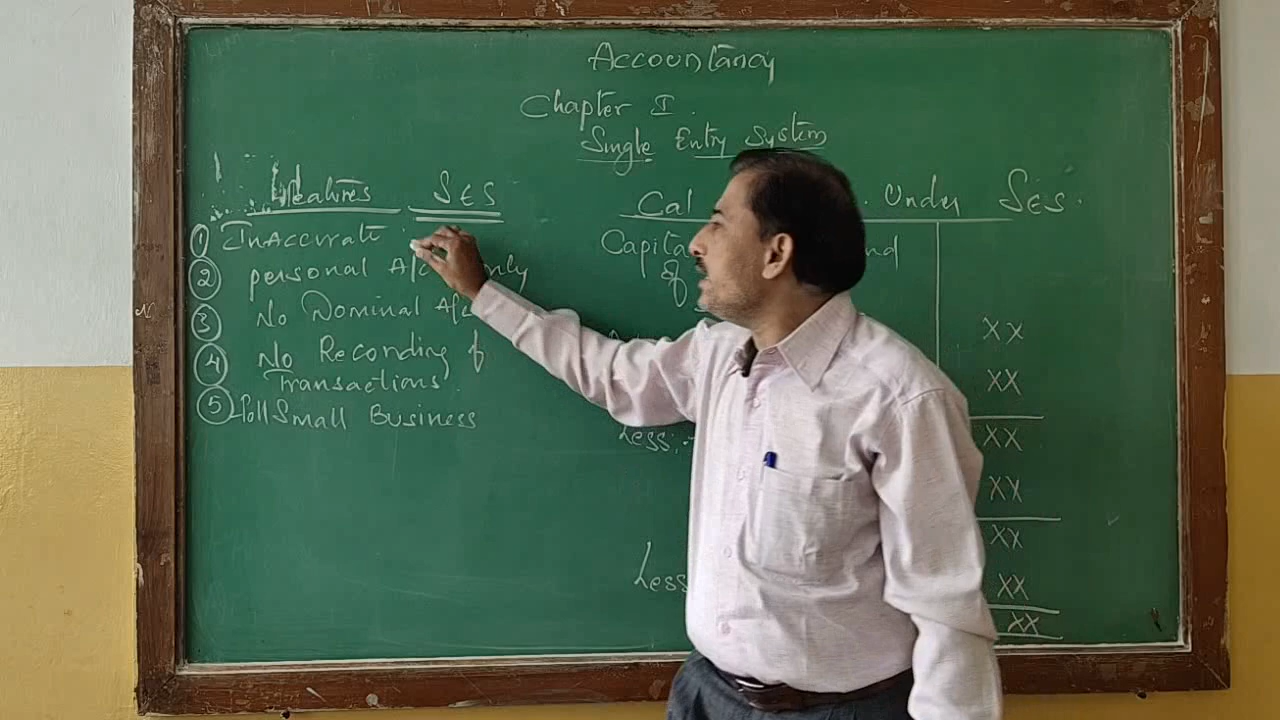 Accountancy
Chapter I.
Single Entry System
Features SES
① InAccurate
② personal A/c only
③ No Nominal A/c
④ No Recording of
Transactions.
⑤ Small Business
Cal Under SES.
of
XX
XX
Less: XX
XX
XX
Less XX
XX